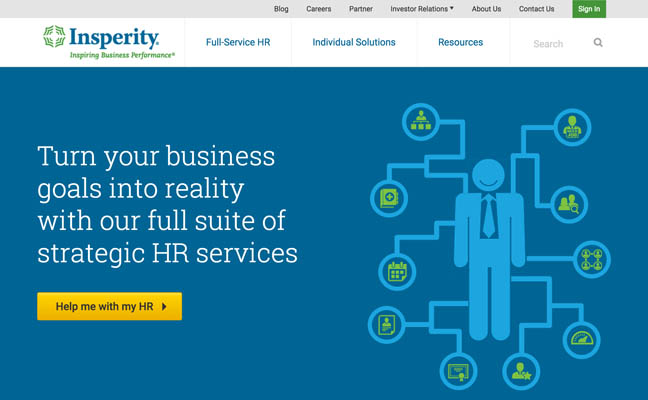 Blog Careers Partner Investor Relations About Us Contact Us Sign In
Insperity®
Inspiring Business Performance®
Full-Service HR Individual Solutions Resources Search
Turn your business
goals into reality
with our full suite of
strategic HR services
Help me with my HR